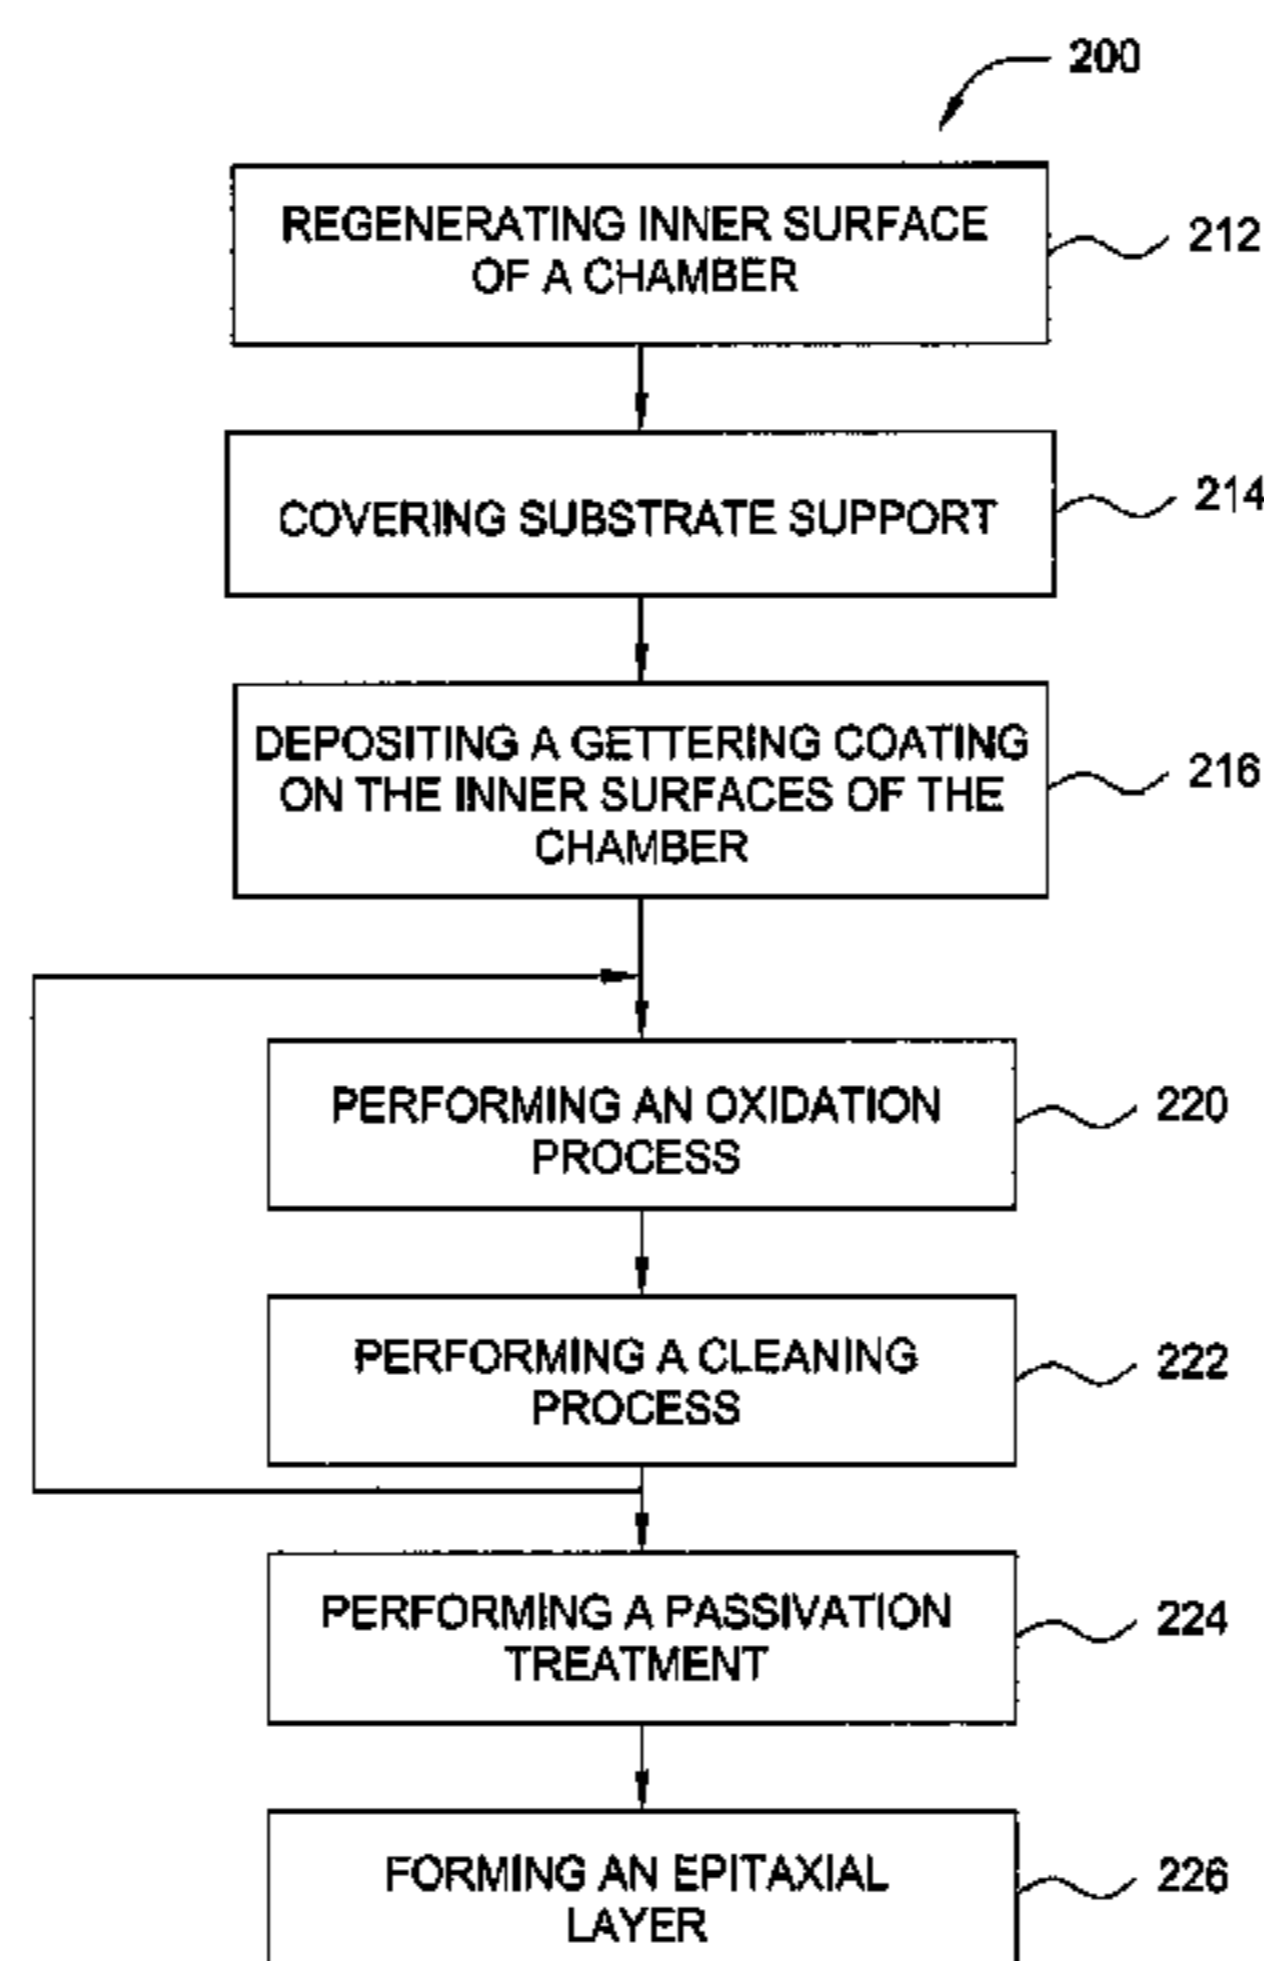 200
REGENERATING INNER SURFACE
OF A CHAMBER
212
COVERING SUBSTRATE SUPPORT
214
DEPOSITING A GETTERING COATING
ON THE INNER SURFACES OF THE
CHAMBER
216
PERFORMING AN OXIDATION
PROCESS
220
PERFORMING A CLEANING
PROCESS
222
PERFORMING A PASSIVATION
TREATMENT
224
FORMING AN EPITAXIAL
LAYER
226